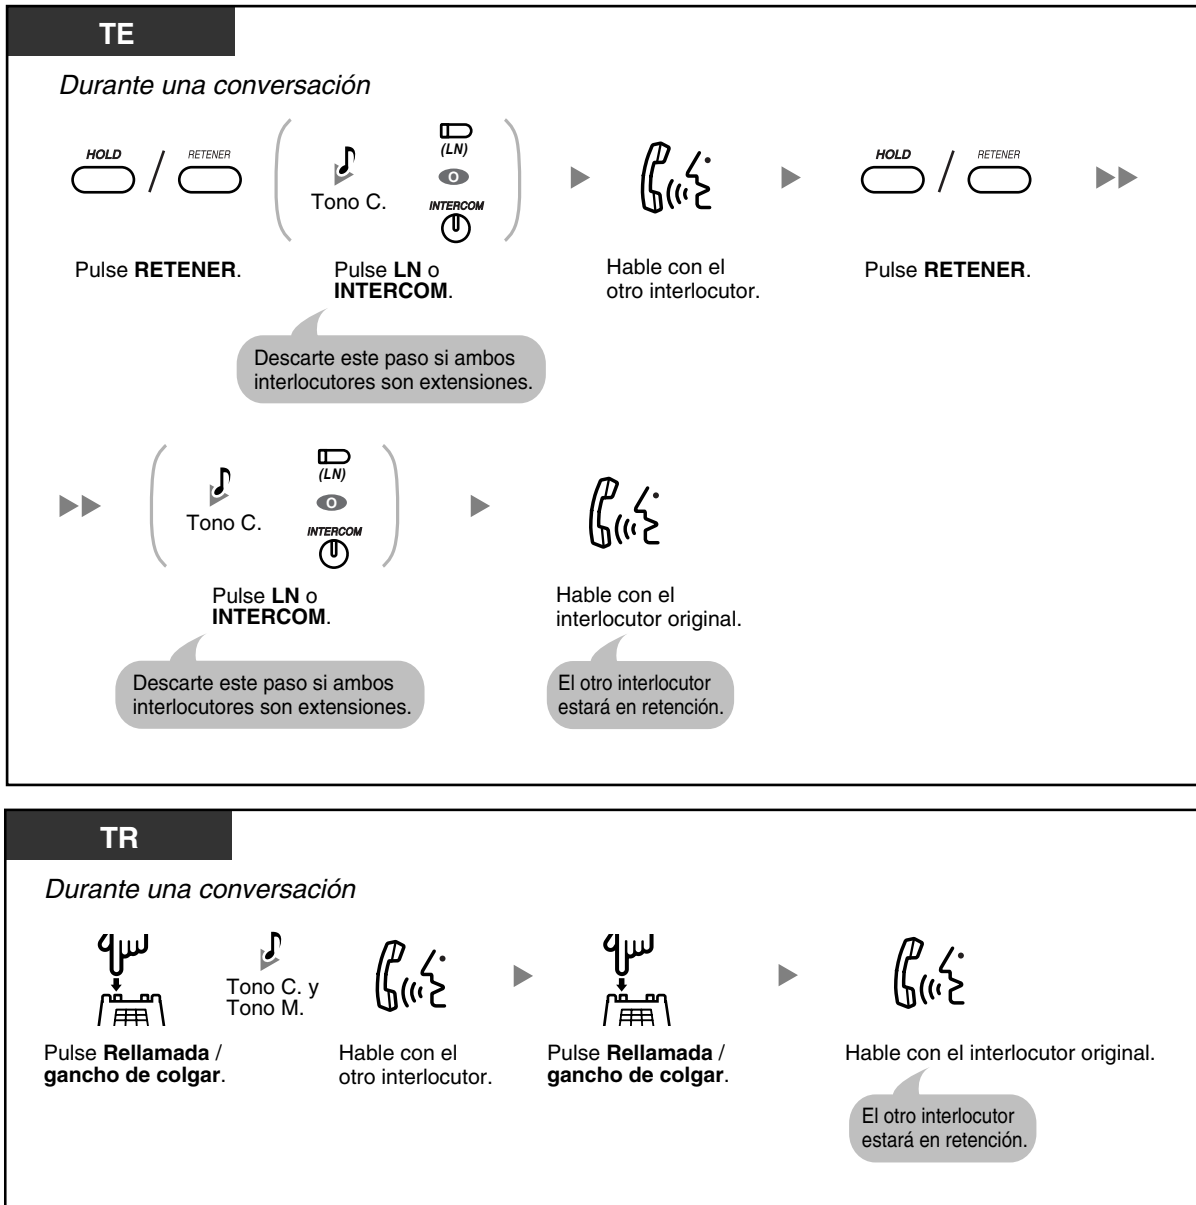 TE
Durante una conversación
HOLD / RETENER
Tono C.
(LN)
0
INTERCOM
HOLD / RETENER
Pulse RETENER.
Pulse LN o
INTERCOM.
Hable con el
otro interlocutor.
Pulse RETENER.
Descarte este paso si ambos
interlocutores son extensiones.
Tono C.
(LN)
0
INTERCOM
Pulse LN o
INTERCOM.
Hable con el
interlocutor original.
Descarte este paso si ambos
interlocutores son extensiones.
El otro interlocutor
estará en retención.
TR
Durante una conversación
Tono C. y
Tono M.
Pulse Rellamada /
gancho de colgar.
Hable con el
otro interlocutor.
Pulse Rellamada /
gancho de colgar.
Hable con el interlocutor original.
El otro interlocutor
estará en retención.